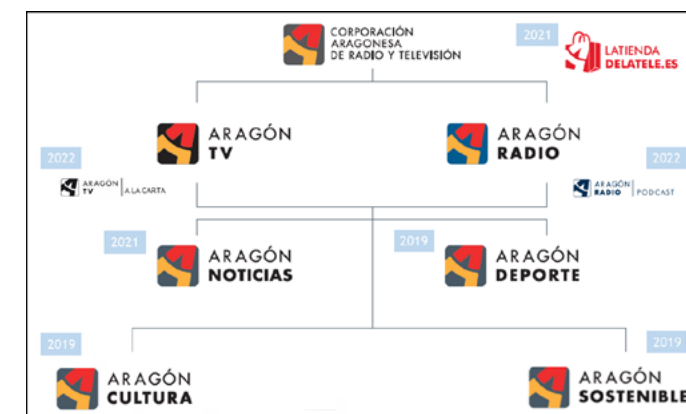 CORPORACIÓN
ARAGONESA
DE RADIO Y TELEVISIÓN
2021
LATIENDA
DELATELE.ES
ARAGÓN
TV
ARAGÓN
RADIO
2022
ARAGÓN
TV
A LA CARTA
2022
ARAGÓN
RADIO
PODCAST
2021
ARAGÓN
NOTICIAS
2019
ARAGÓN
DEPORTE
2019
ARAGÓN
CULTURA
2019
ARAGÓN
SOSTENIBLE